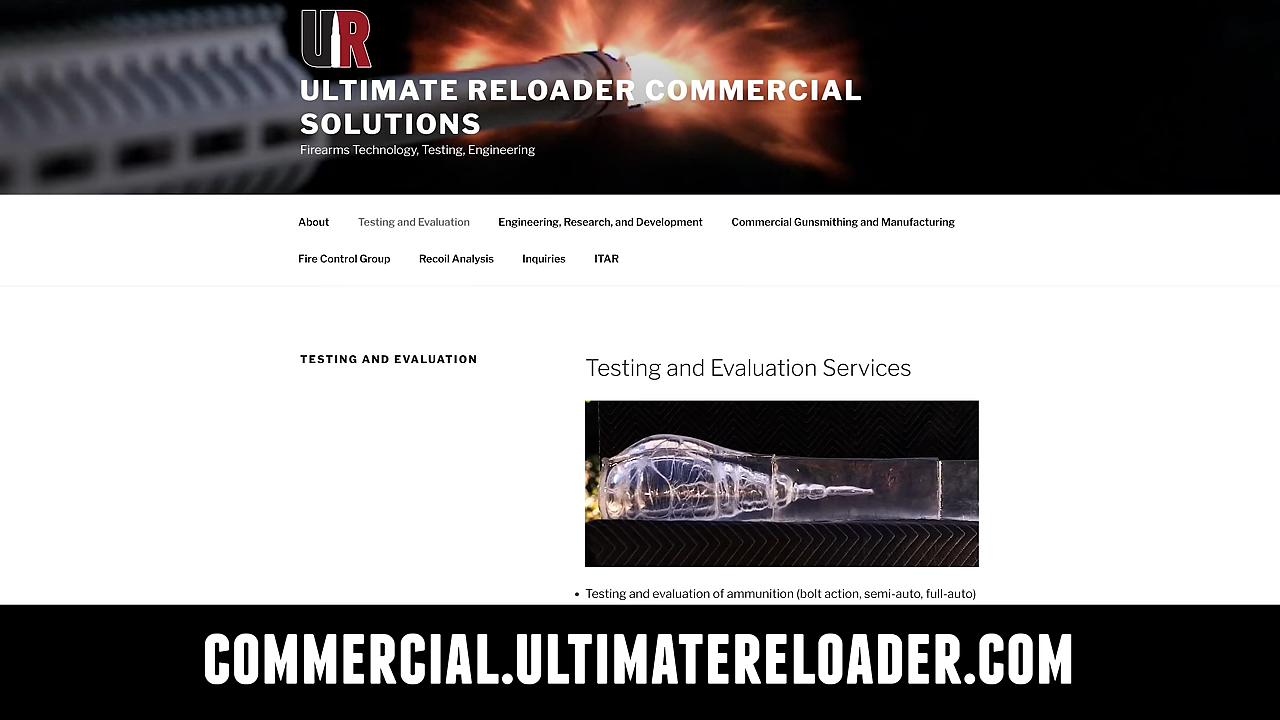 UR
ULTIMATE RELOADER COMMERCIAL
SOLUTIONS
Firearms Technology, Testing, Engineering
About Testing and Evaluation Engineering, Research, and Development Commercial Gunsmithing and Manufacturing
Fire Control Group Recoil Analysis Inquiries ITAR
TESTING AND EVALUATION
Testing and Evaluation Services
• Testing and evaluation of ammunition (bolt action, semi-auto, full-auto)
COMMERCIAL.ULTIMATERELOADER.COM